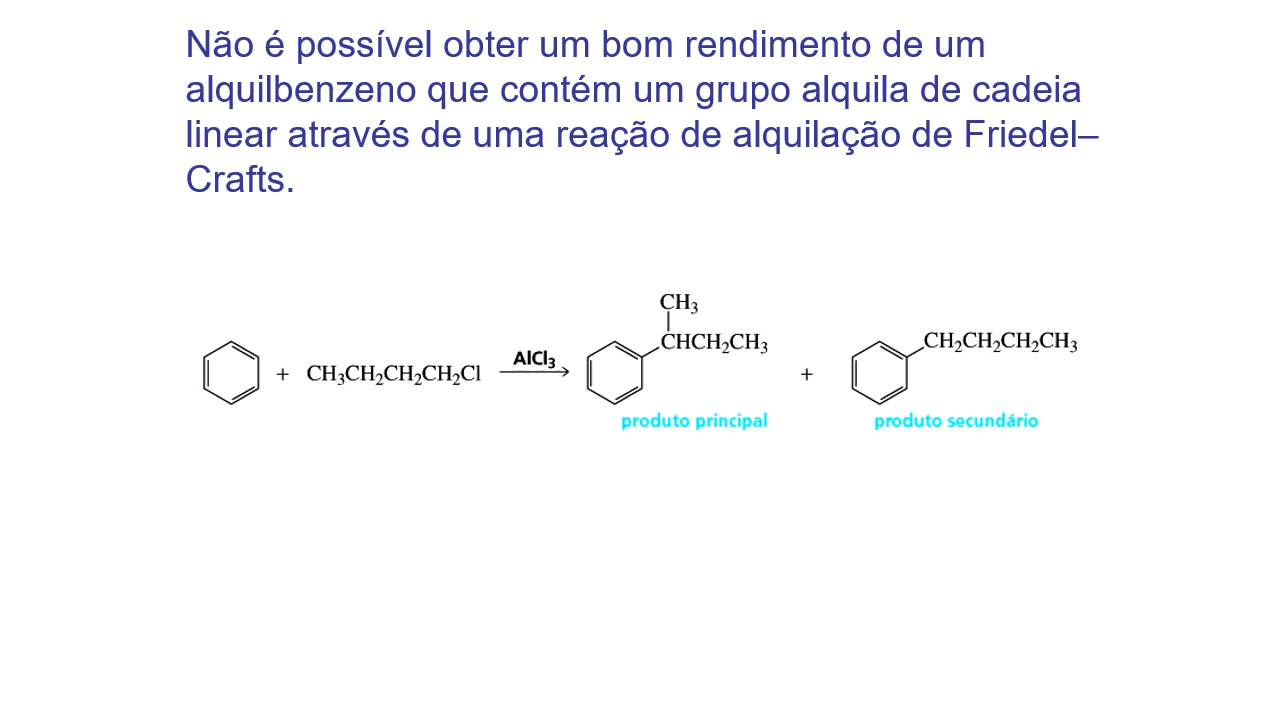 Não é possível obter um bom rendimento de um
alquilbenzeno que contém um grupo alquila de cadeia
linear através de uma reação de alquilação de Friedel–
Crafts.
CH₃
+ CH₃CH₂CH₂CH₂Cl AlCl₃ CHCH₂CH₃ + CH₂CH₂CH₂CH₃
produto principal produto secundário